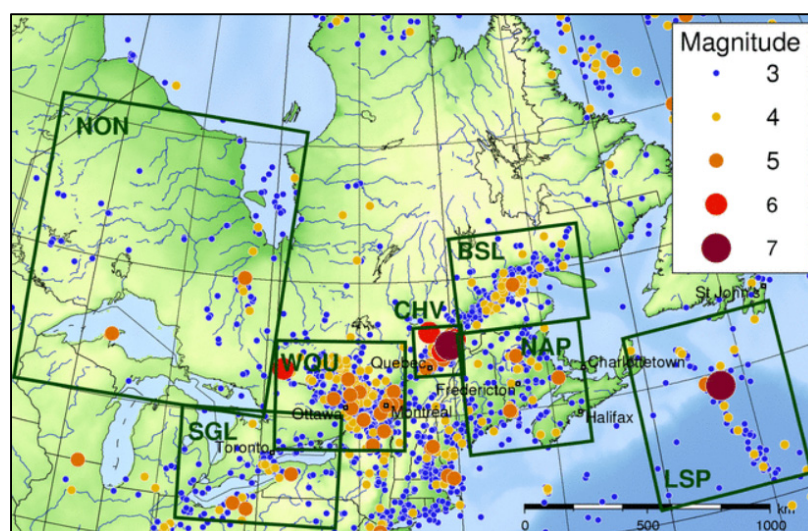 Magnitude
3
4
5
6
7
NON
BSL
CHV
St John's
WQU
NAP
Quebec
Charlottetown
Fredericton
Ottawa
Montreal
Halifax
SGL
Toronto
LSP
0
500
1000
km